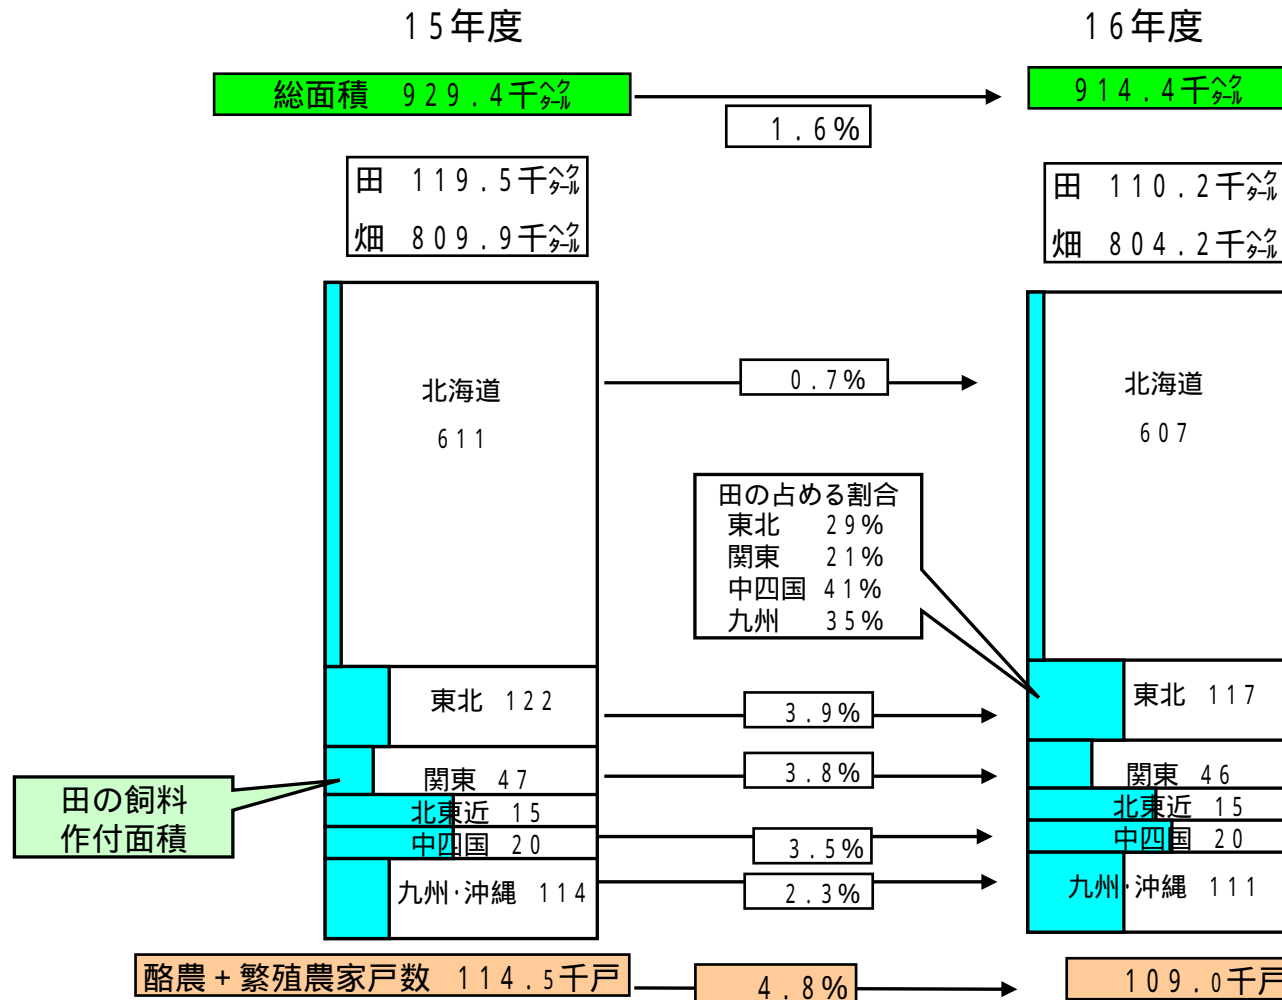 15年度
16年度
総面積 929.4千ヘクタール
914.4千ヘクタール
1.6%
田 119.5千ヘクタール
畑 809.9千ヘクタール
田 110.2千ヘクタール
畑 804.2千ヘクタール
北海道
611
0.7%
北海道
607
田の占める割合
東北 29%
関東 21%
中四国 41%
九州 35%
東北 122
3.9%
東北 117
関東 47
3.8%
関東 46
田の飼料
作付面積
北東近 15
北東近 15
中四国 20
3.5%
中四国 20
九州・沖縄 114
2.3%
九州・沖縄 111
酪農+繁殖農家戸数 114.5千戸
4.8%
109.0千戸